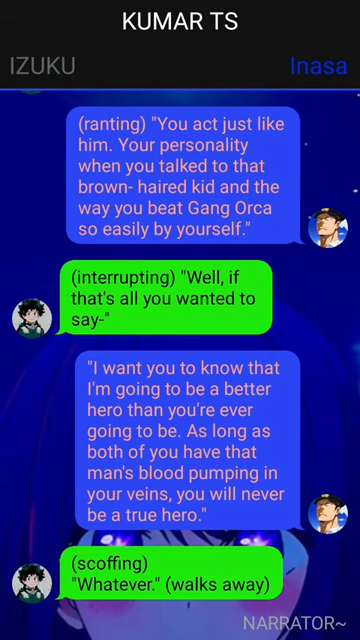 KUMAR TS
IZUKU
Inasa
(ranting) "You act just like
him. Your personality
when you talked to that
brown- haired kid and the
way you beat Gang Orca
so easily by yourself."
(interrupting) "Well, if
that's all you wanted to
say-"
"I want you to know that
I'm going to be a better
hero than you're ever
going to be. As long as
both of you have that
man's blood pumping in
your veins, you will never
be a true hero."
(scoffing)
"Whatever." (walks away)
NARRATOR~